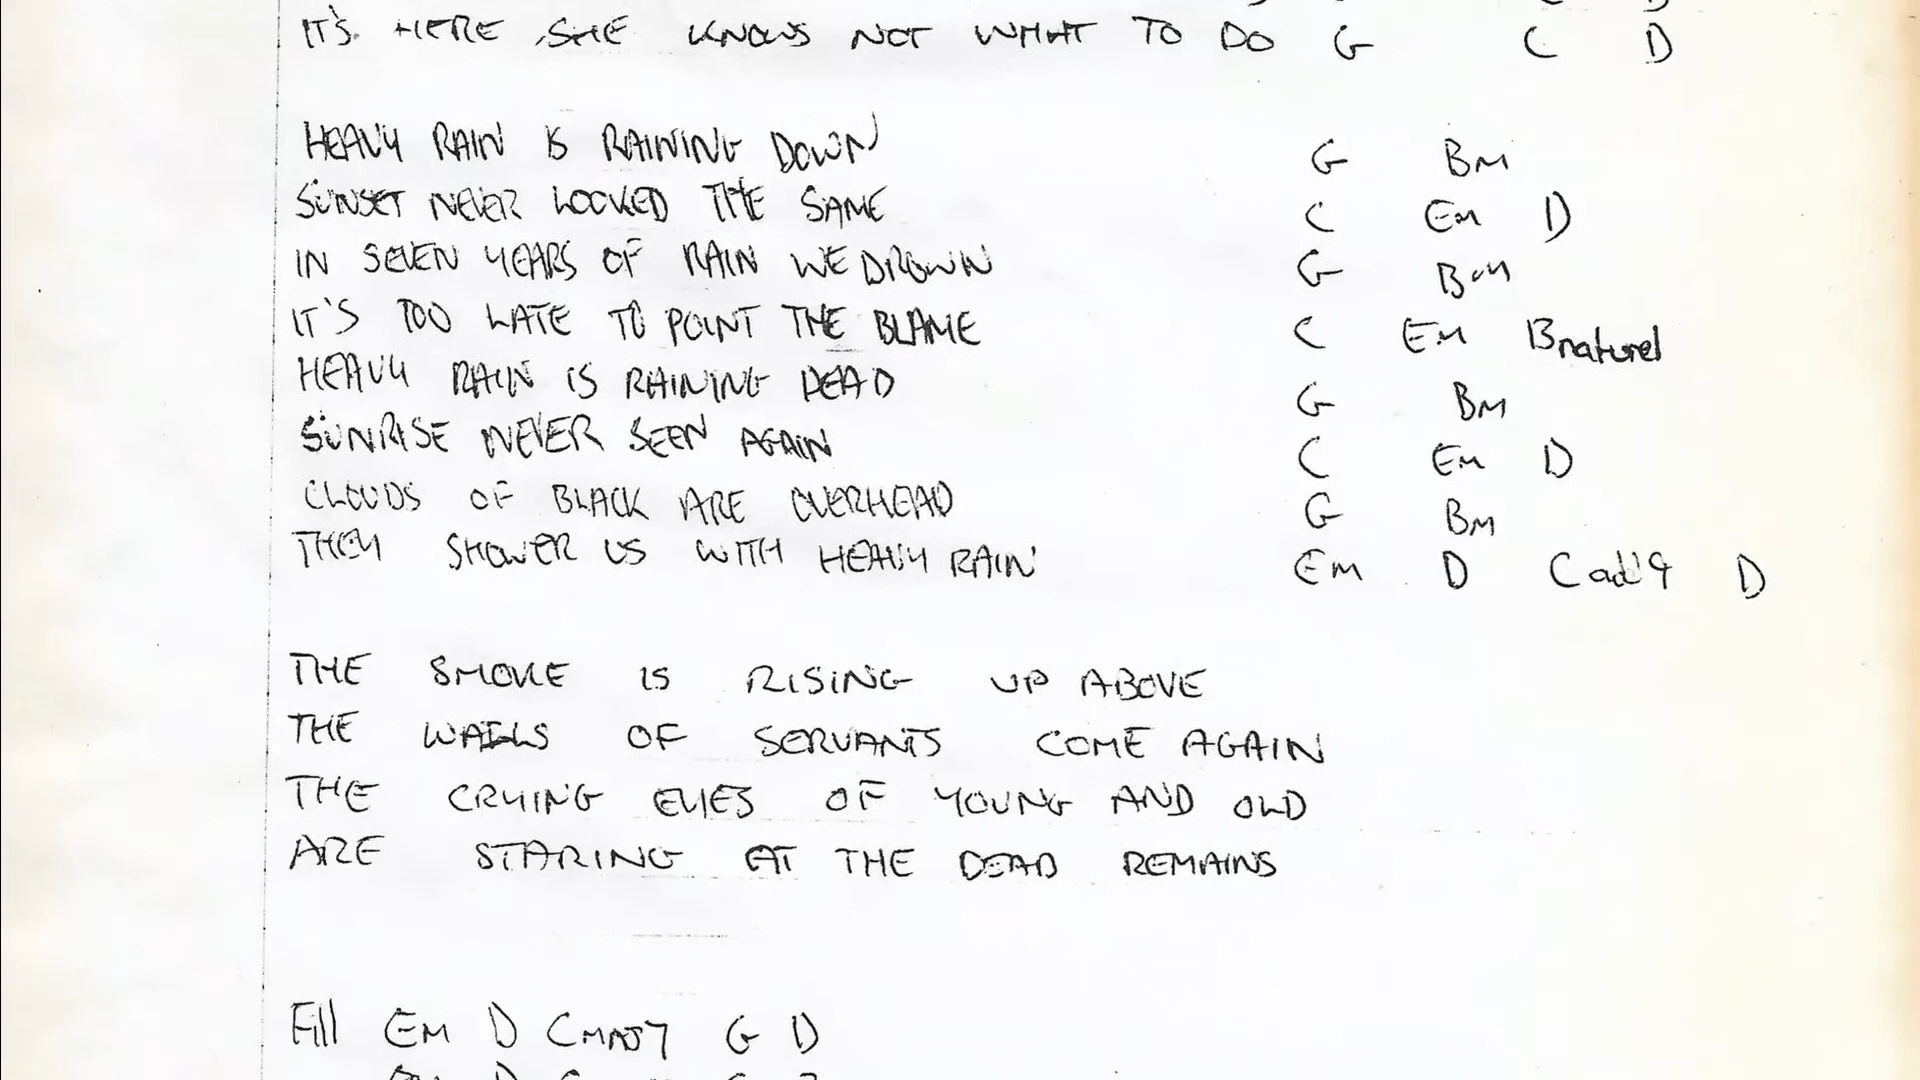 IT'S HERE SHE KNOWS NOT WHAT TO DO G C D
HEAVY RAIN IS RAINING DOWN G Bm
SUNSET NEVER LOOKED THE SAME C Em D
IN SEVEN YEARS OF RAIN WE DROWN G Bm
IT'S TOO LATE TO POINT THE BLAME C Em Bnaturel
HEAVY RAIN IS RAINING DEAD G Bm
SUNRISE NEVER SEEN AGAIN C Em D
CLOUDS OF BLACK ARE OVERHEAD G Bm
THEY SHOWER US WITH HEAVY RAIN Em D Cadd9 D
THE SMOKE IS RISING UP ABOVE
THE WAILS OF SERVANTS COME AGAIN
THE CRYING EYES OF YOUNG AND OLD
ARE STARING AT THE DEAD REMAINS
Fill Em D Cmaj7 G D